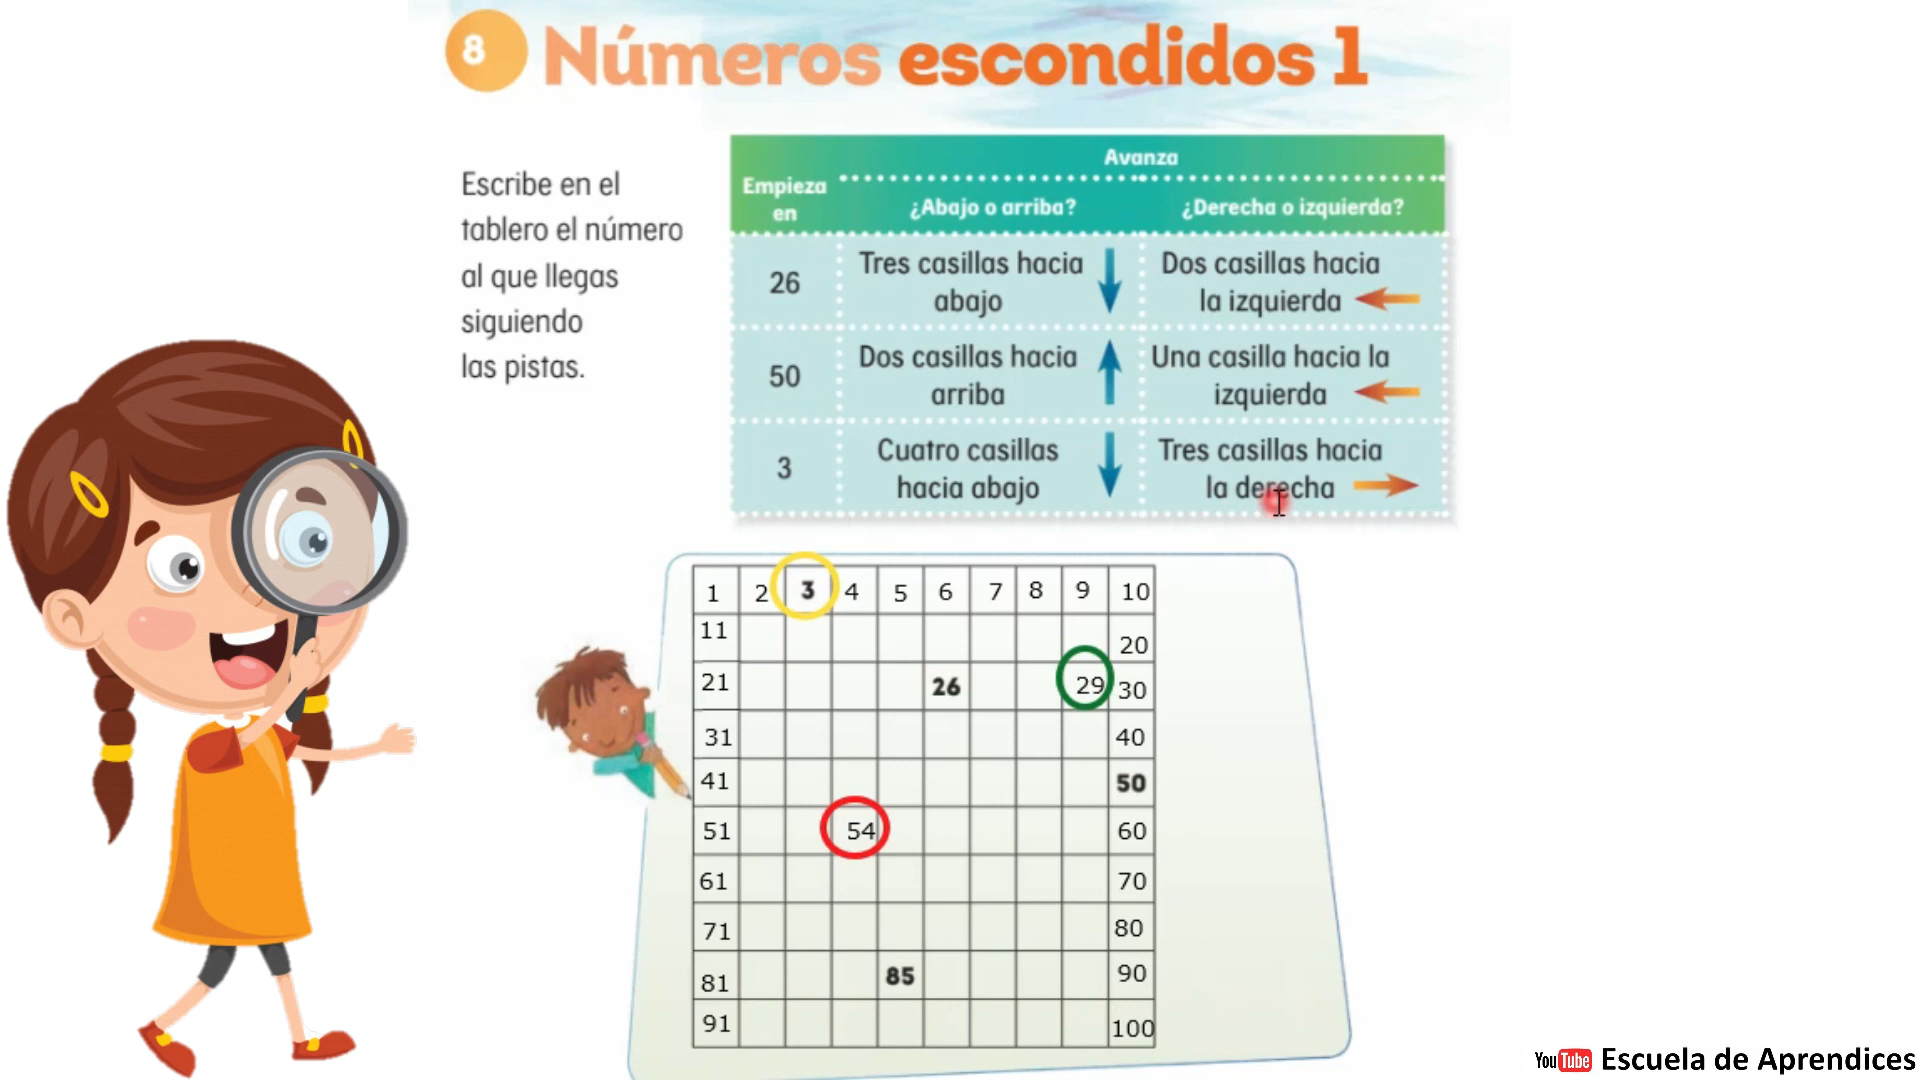 8 Números escondidos 1
Escribe en el
tablero el número
al que llegas
siguiendo
las pistas.
Avanza
Empieza
en
¿Abajo o arriba? ¿Derecha o izquierda?
26
Tres casillas hacia
abajo
Dos casillas hacia
la izquierda
50
Dos casillas hacia
arriba
Una casilla hacia la
izquierda
3
Cuatro casillas
hacia abajo
Tres casillas hacia
la derecha
1 2 3 4 5 6 7 8 9 10
11 20
21 26 29 30
31 40
41 50
51 54 60
61 70
71 80
81 85 90
91 100
YouTube Escuela de Aprendices